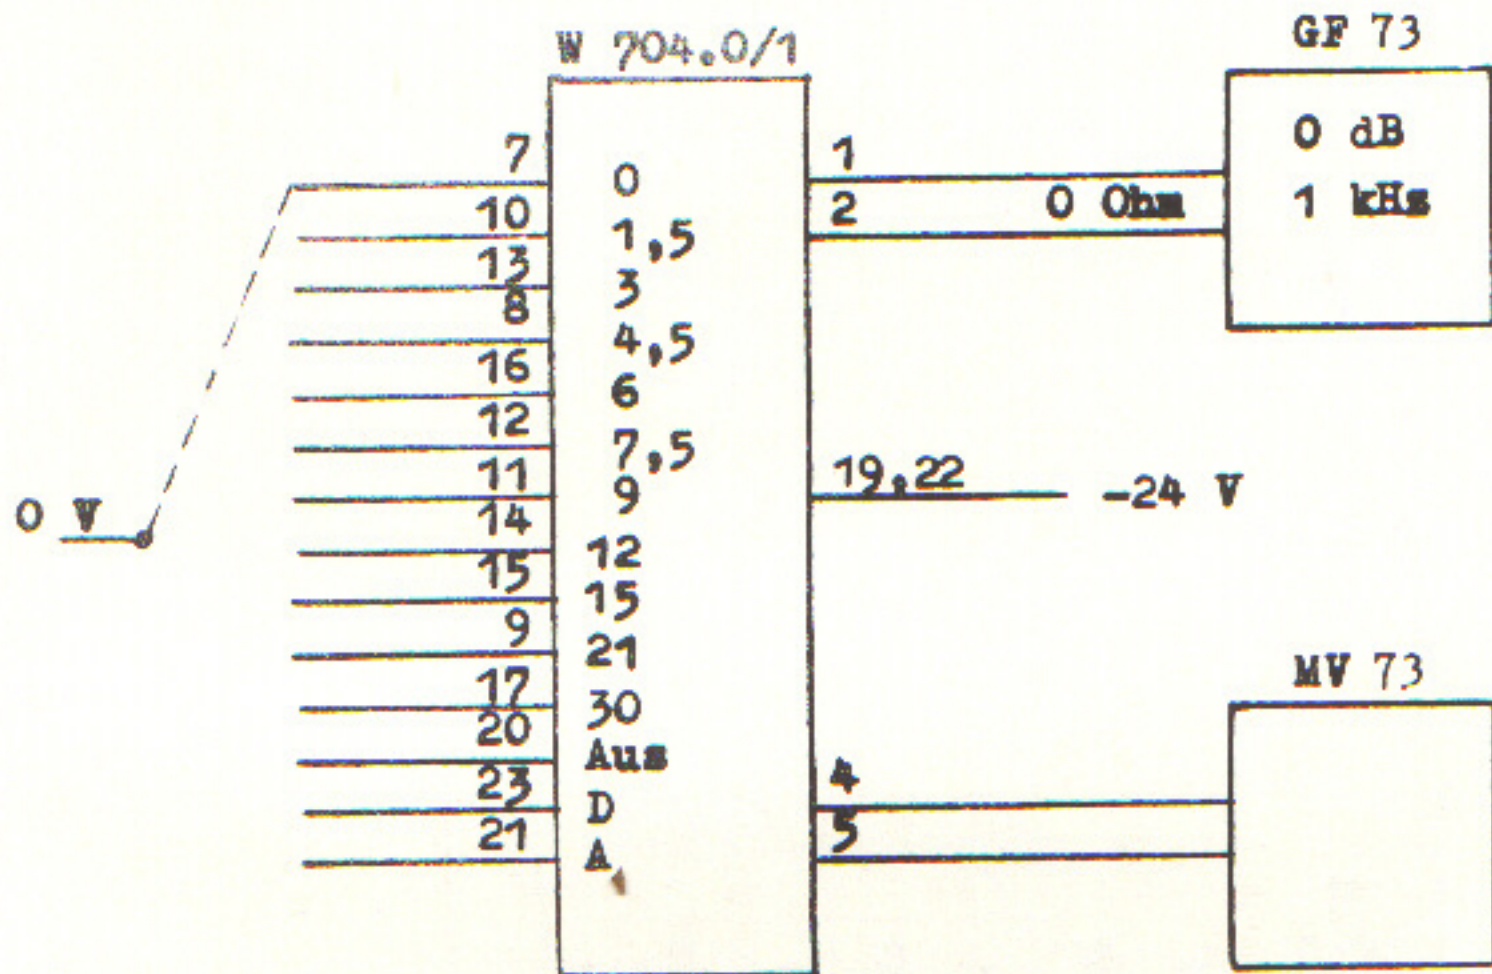 W 704.0/1
GF 73
0 dB
1 kHz
7 0
10 1,5
13 3
8 4,5
16 6
12 7,5
11 9
14 12
15 15
9 21
17 30
20 Aus
23 D
21 A
0 V
1
2 0 Ohm
19,22 -24 V
MV 73
4
5